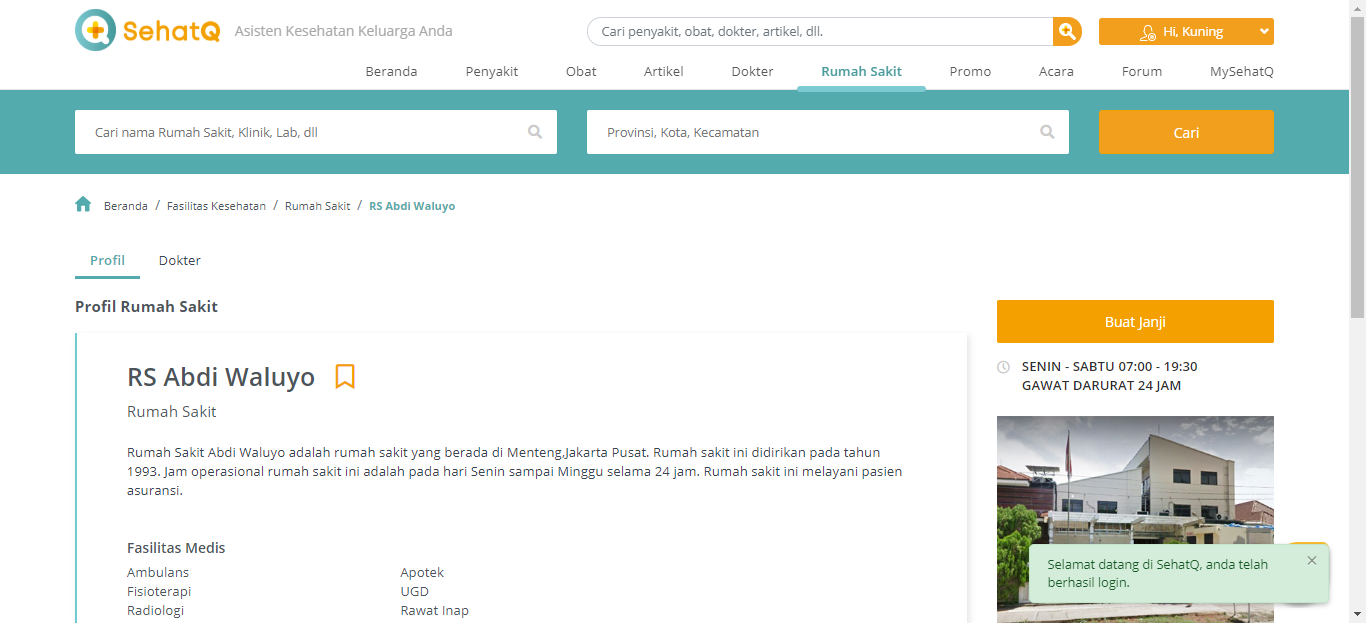 SehatQ
Asisten Kesehatan Keluarga Anda
Cari penyakit, obat, dokter, artikel, dll.
Hi, Kuning
Beranda Penyakit Obat Artikel Dokter Rumah Sakit Promo Acara Forum MySehatQ
Cari nama Rumah Sakit, Klinik, Lab, dll
Provinsi, Kota, Kecamatan
Cari
Beranda / Fasilitas Kesehatan / Rumah Sakit / RS Abdi Waluyo
Profil Dokter
Profil Rumah Sakit
RS Abdi Waluyo
Rumah Sakit
Rumah Sakit Abdi Waluyo adalah rumah sakit yang berada di Menteng,Jakarta Pusat. Rumah sakit ini didirikan pada tahun
1993. Jam operasional rumah sakit ini adalah pada hari Senin sampai Minggu selama 24 jam. Rumah sakit ini melayani pasien
asuransi.
Fasilitas Medis
Ambulans Apotek
Fisioterapi UGD
Radiologi Rawat Inap
Buat Janji
SENIN - SABTU 07:00 - 19:30
GAWAT DARURAT 24 JAM
Selamat datang di SehatQ, anda telah
berhasil login.